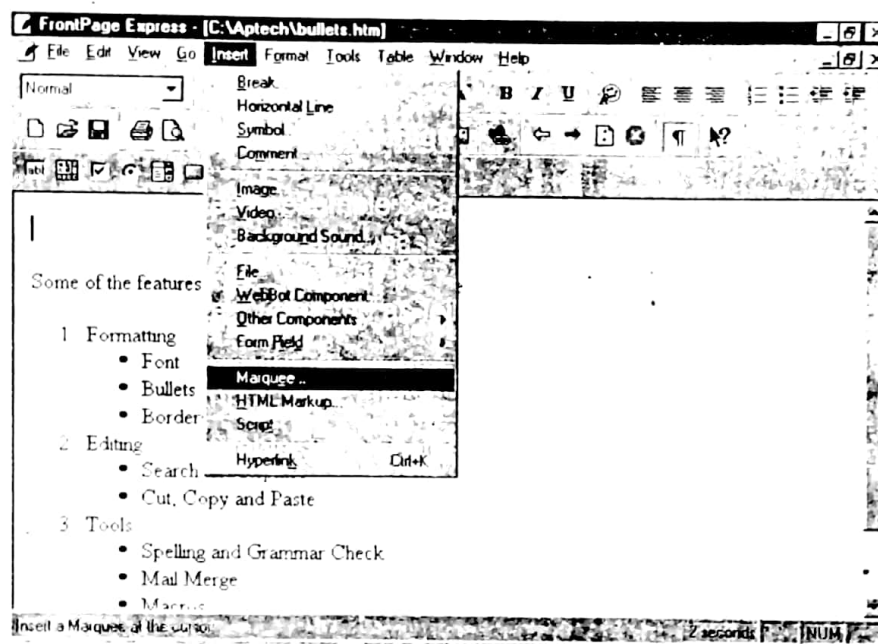 FrontPage Express - [C:\Aptech\bullets.htm]
File Edit View Go Insert Format Tools Table Window Help
Normal
Break
Horizontal Line
Symbol..
Comment...
Image..
Video...
Background Sound...
File...
WebBot Component
Other Components
Form Field
Marquee...
HTML Markup...
Script
Hyperlink Ctrl+K
B I U
abl
Some of the features
1 Formatting
• Font
• Bullets
• Border
2 Editing
• Search
• Cut, Copy and Paste
3 Tools
• Spelling and Grammar Check
• Mail Merge
• Macros
Insert a Marquee at the cursor
2 seconds NUM